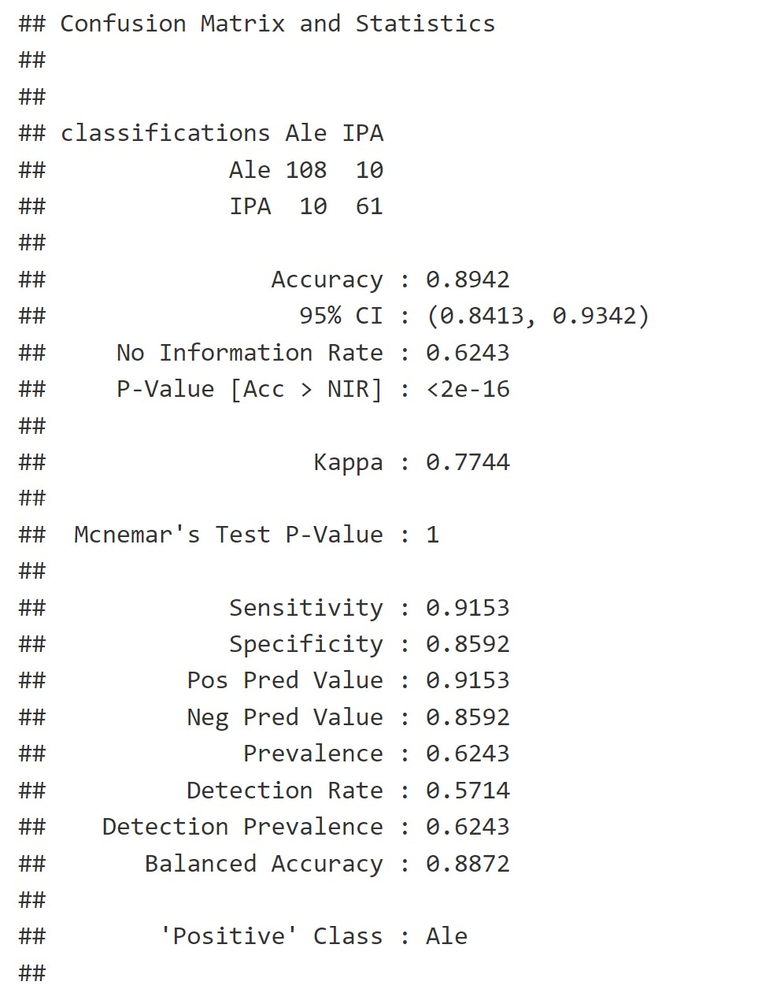 ## Confusion Matrix and Statistics
##
##
## classifications Ale IPA
##             Ale 108  10
##             IPA  10  61
##
##                Accuracy : 0.8942
##                  95% CI : (0.8413, 0.9342)
##     No Information Rate : 0.6243
##     P-Value [Acc > NIR] : <2e-16
##
##                   Kappa : 0.7744
##
##  Mcnemar's Test P-Value : 1
##
##             Sensitivity : 0.9153
##             Specificity : 0.8592
##          Pos Pred Value : 0.9153
##          Neg Pred Value : 0.8592
##              Prevalence : 0.6243
##          Detection Rate : 0.5714
##    Detection Prevalence : 0.6243
##       Balanced Accuracy : 0.8872
##
##        'Positive' Class : Ale
##